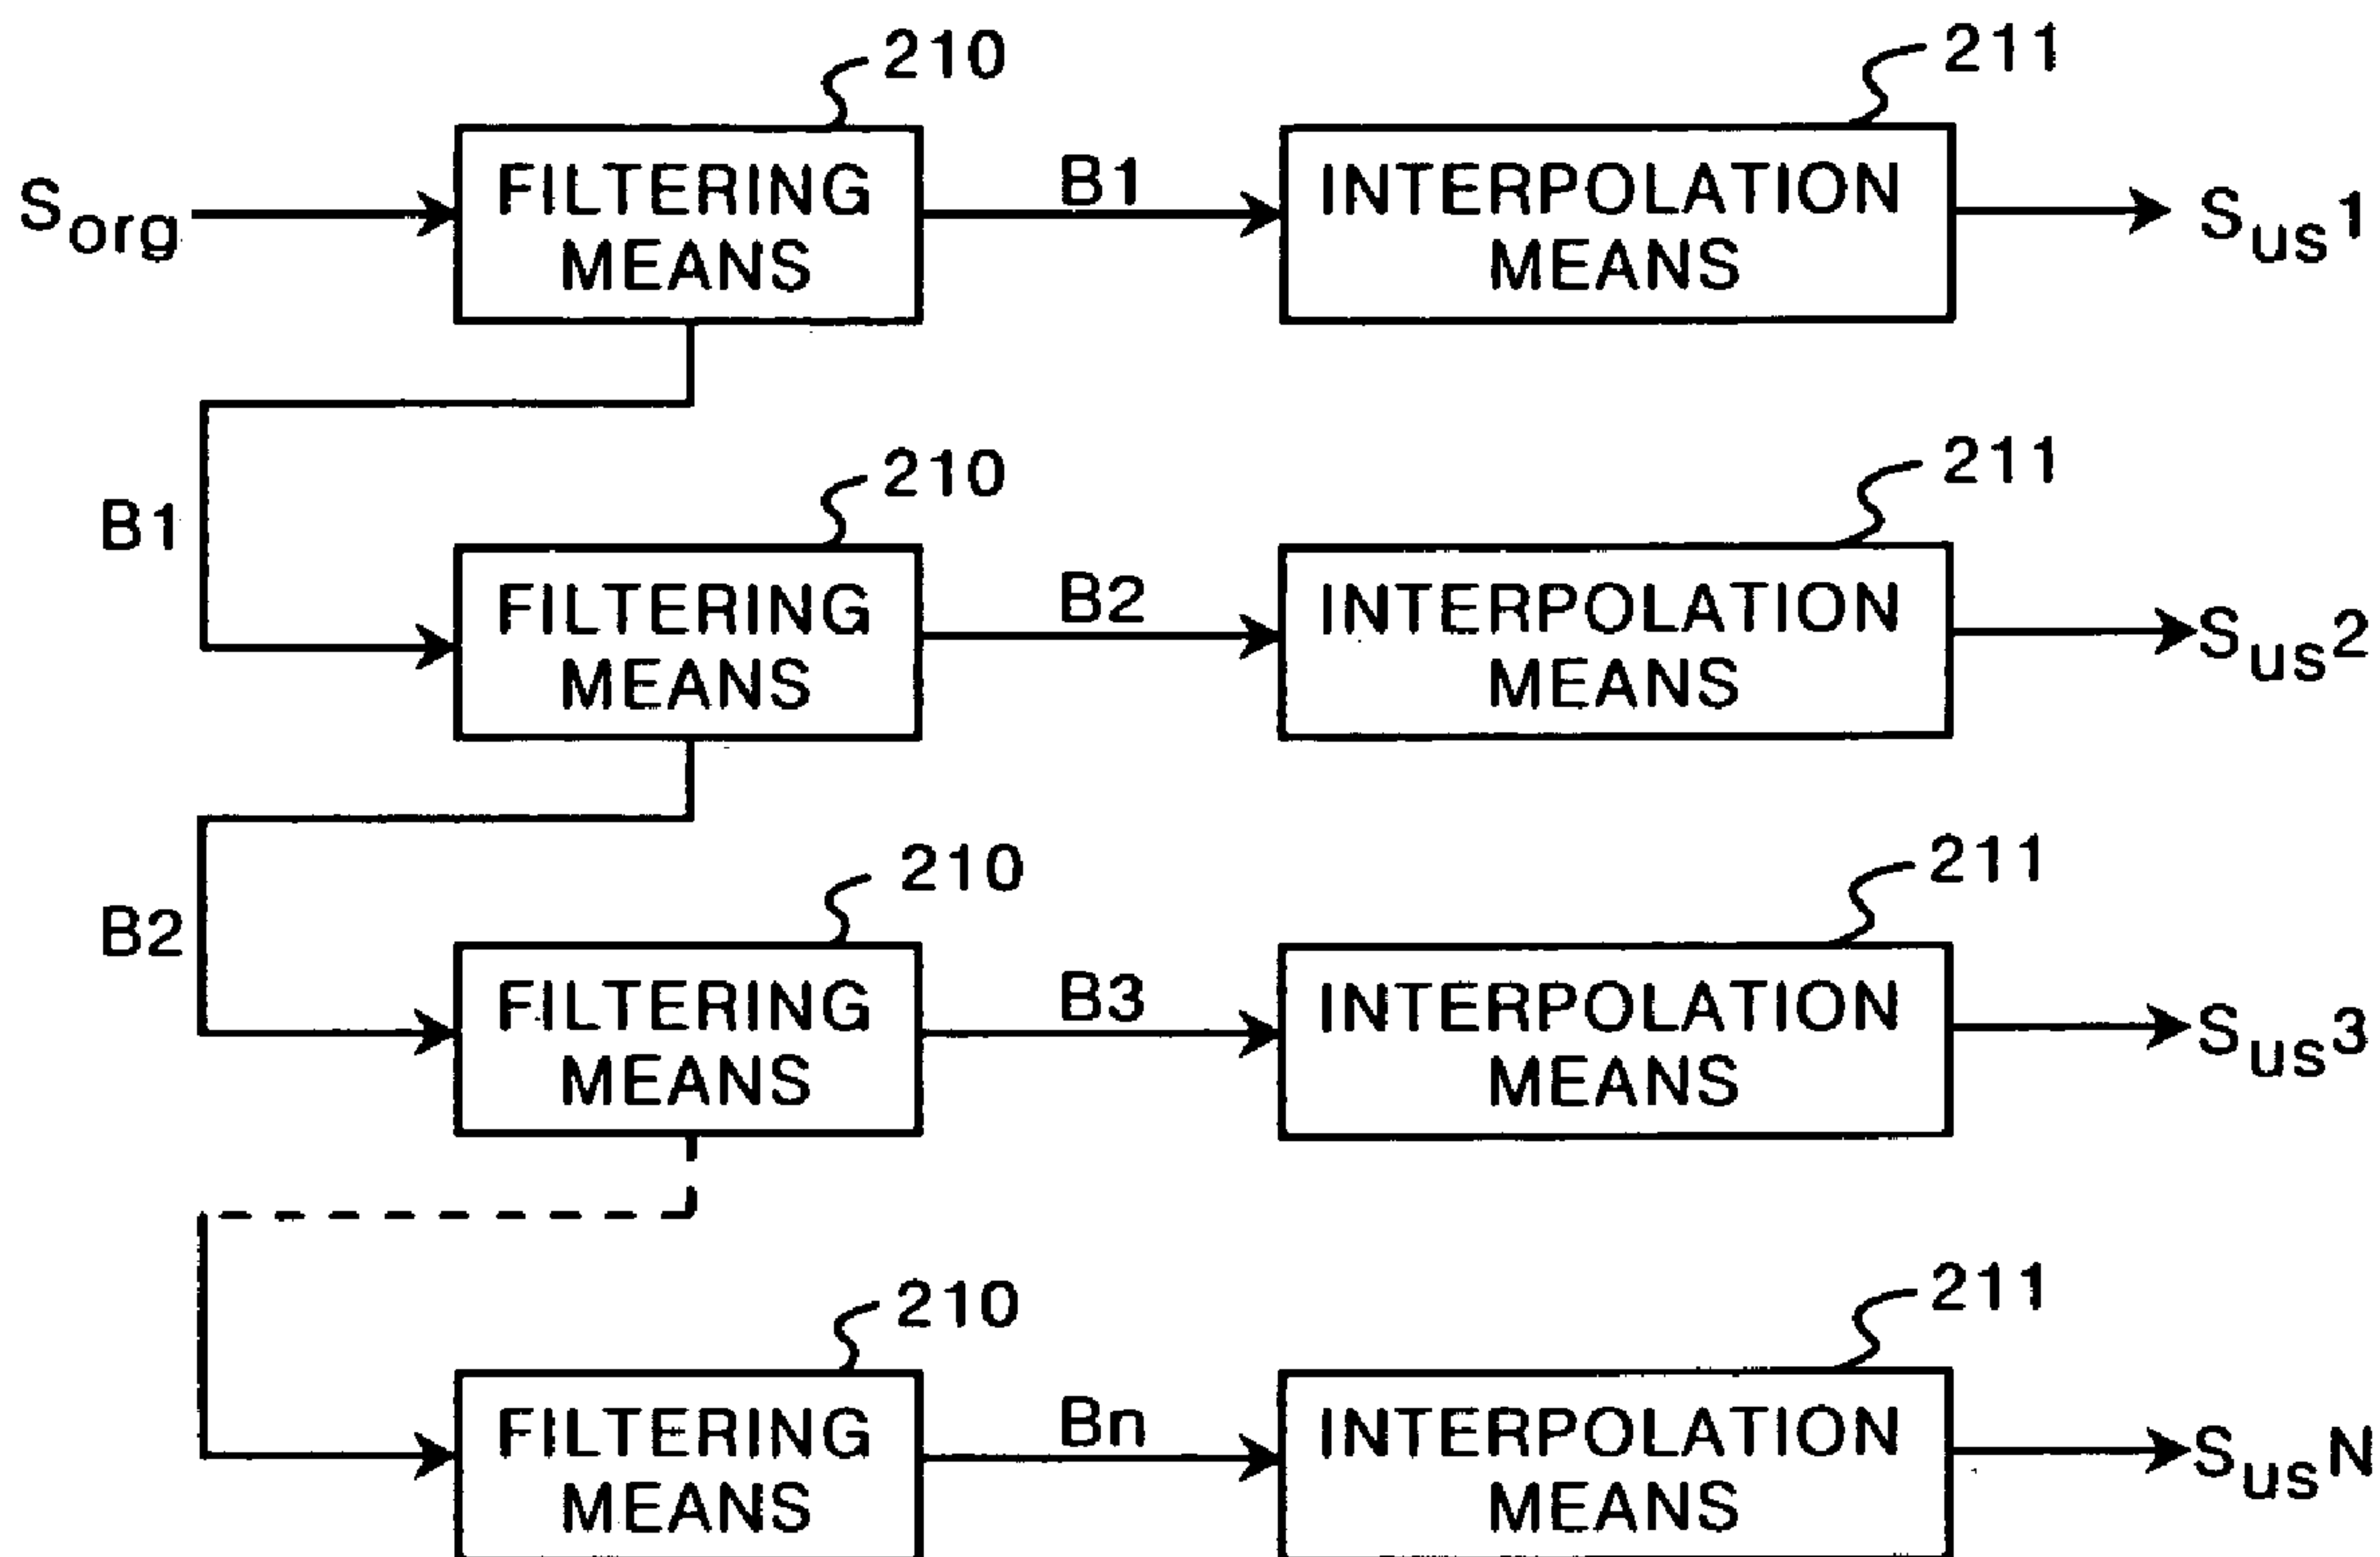 210
211
Sorg
FILTERING
MEANS
B1
INTERPOLATION
MEANS
Sus1
B1
210
211
FILTERING
MEANS
B2
INTERPOLATION
MEANS
Sus2
B2
210
211
FILTERING
MEANS
B3
INTERPOLATION
MEANS
Sus3
210
211
FILTERING
MEANS
Bn
INTERPOLATION
MEANS
SusN